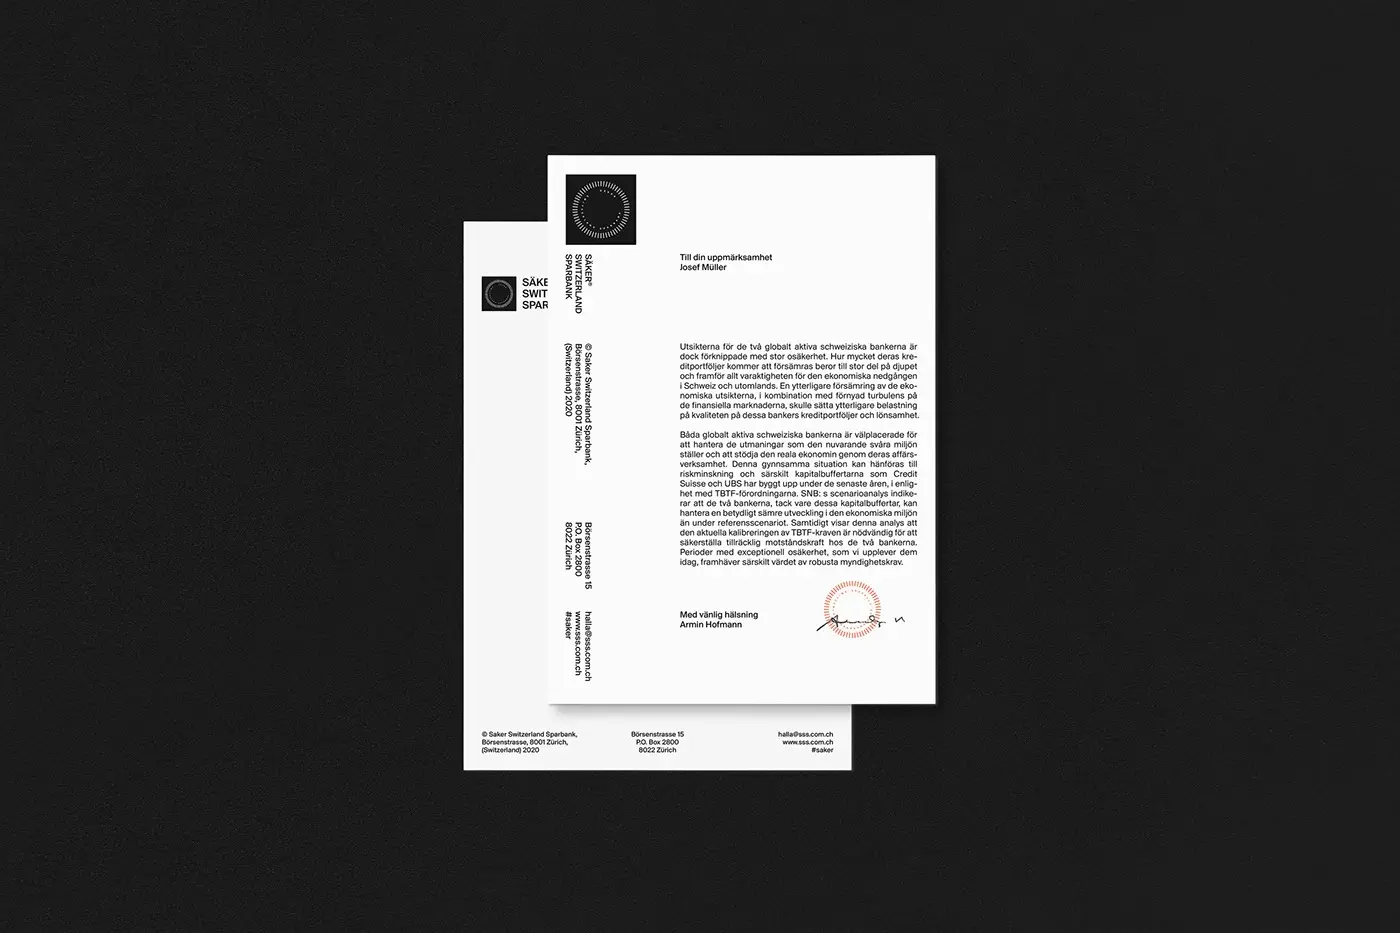 SÄKER®
SWITZERLAND
SPARBANK
© Saker Switzerland Sparbank,
Börsenstrasse, 8001 Zürich,
(Switzerland) 2020
Börsenstrasse 15
P.O. Box 2800
8022 Zürich
halla@sss.com.ch
www.sss.com.ch
#saker
Till din uppmärksamhet
Josef Müller
Utsikterna för de två globalt aktiva schweiziska bankerna är
dock förknippade med stor osäkerhet. Hur mycket deras kre-
ditportföljer kommer att försämras beror till stor del på djupet
och framför allt varaktigheten för den ekonomiska nedgången
i Schweiz och utomlands. En ytterligare försämring av de eko-
nomiska utsikterna, i kombination med förnyad turbulens på
de finansiella marknaderna, skulle sätta ytterligare belastning
på kvaliteten på dessa bankers kreditportföljer och lönsamhet.
Båda globalt aktiva schweiziska bankerna är välplacerade för
att hantera de utmaningar som den nuvarande svåra miljön
ställer och att stödja den reala ekonomin genom deras affärs-
verksamhet. Denna gynnsamma situation kan hänföras till
riskminskning och särskilt kapitalbuffertarna som Credit
Suisse och UBS har byggt upp under de senaste åren, i enlig-
het med TBTF-förordningarna. SNB: s scenarioanalys indike-
rar att de två bankerna, tack vare dessa kapitalbuffertar, kan
hantera en betydligt sämre utveckling i den ekonomiska miljön
än under referensscenariot. Samtidigt visar denna analys att
den aktuella kalibreringen av TBTF-kraven är nödvändig för att
säkerställa tillräcklig motståndskraft hos de två bankerna.
Perioder med exceptionell osäkerhet, som vi upplever dem
idag, framhäver särskilt värdet av robusta myndighetskrav.
Med vänlig hälsning
Armin Hofmann
SÄKE
SWIT
SPAR
© Saker Switzerland Sparbank,
Börsenstrasse, 8001 Zürich,
(Switzerland) 2020
Börsenstrasse 15
P.O. Box 2800
8022 Zürich
halla@sss.com.ch
www.sss.com.ch
#saker